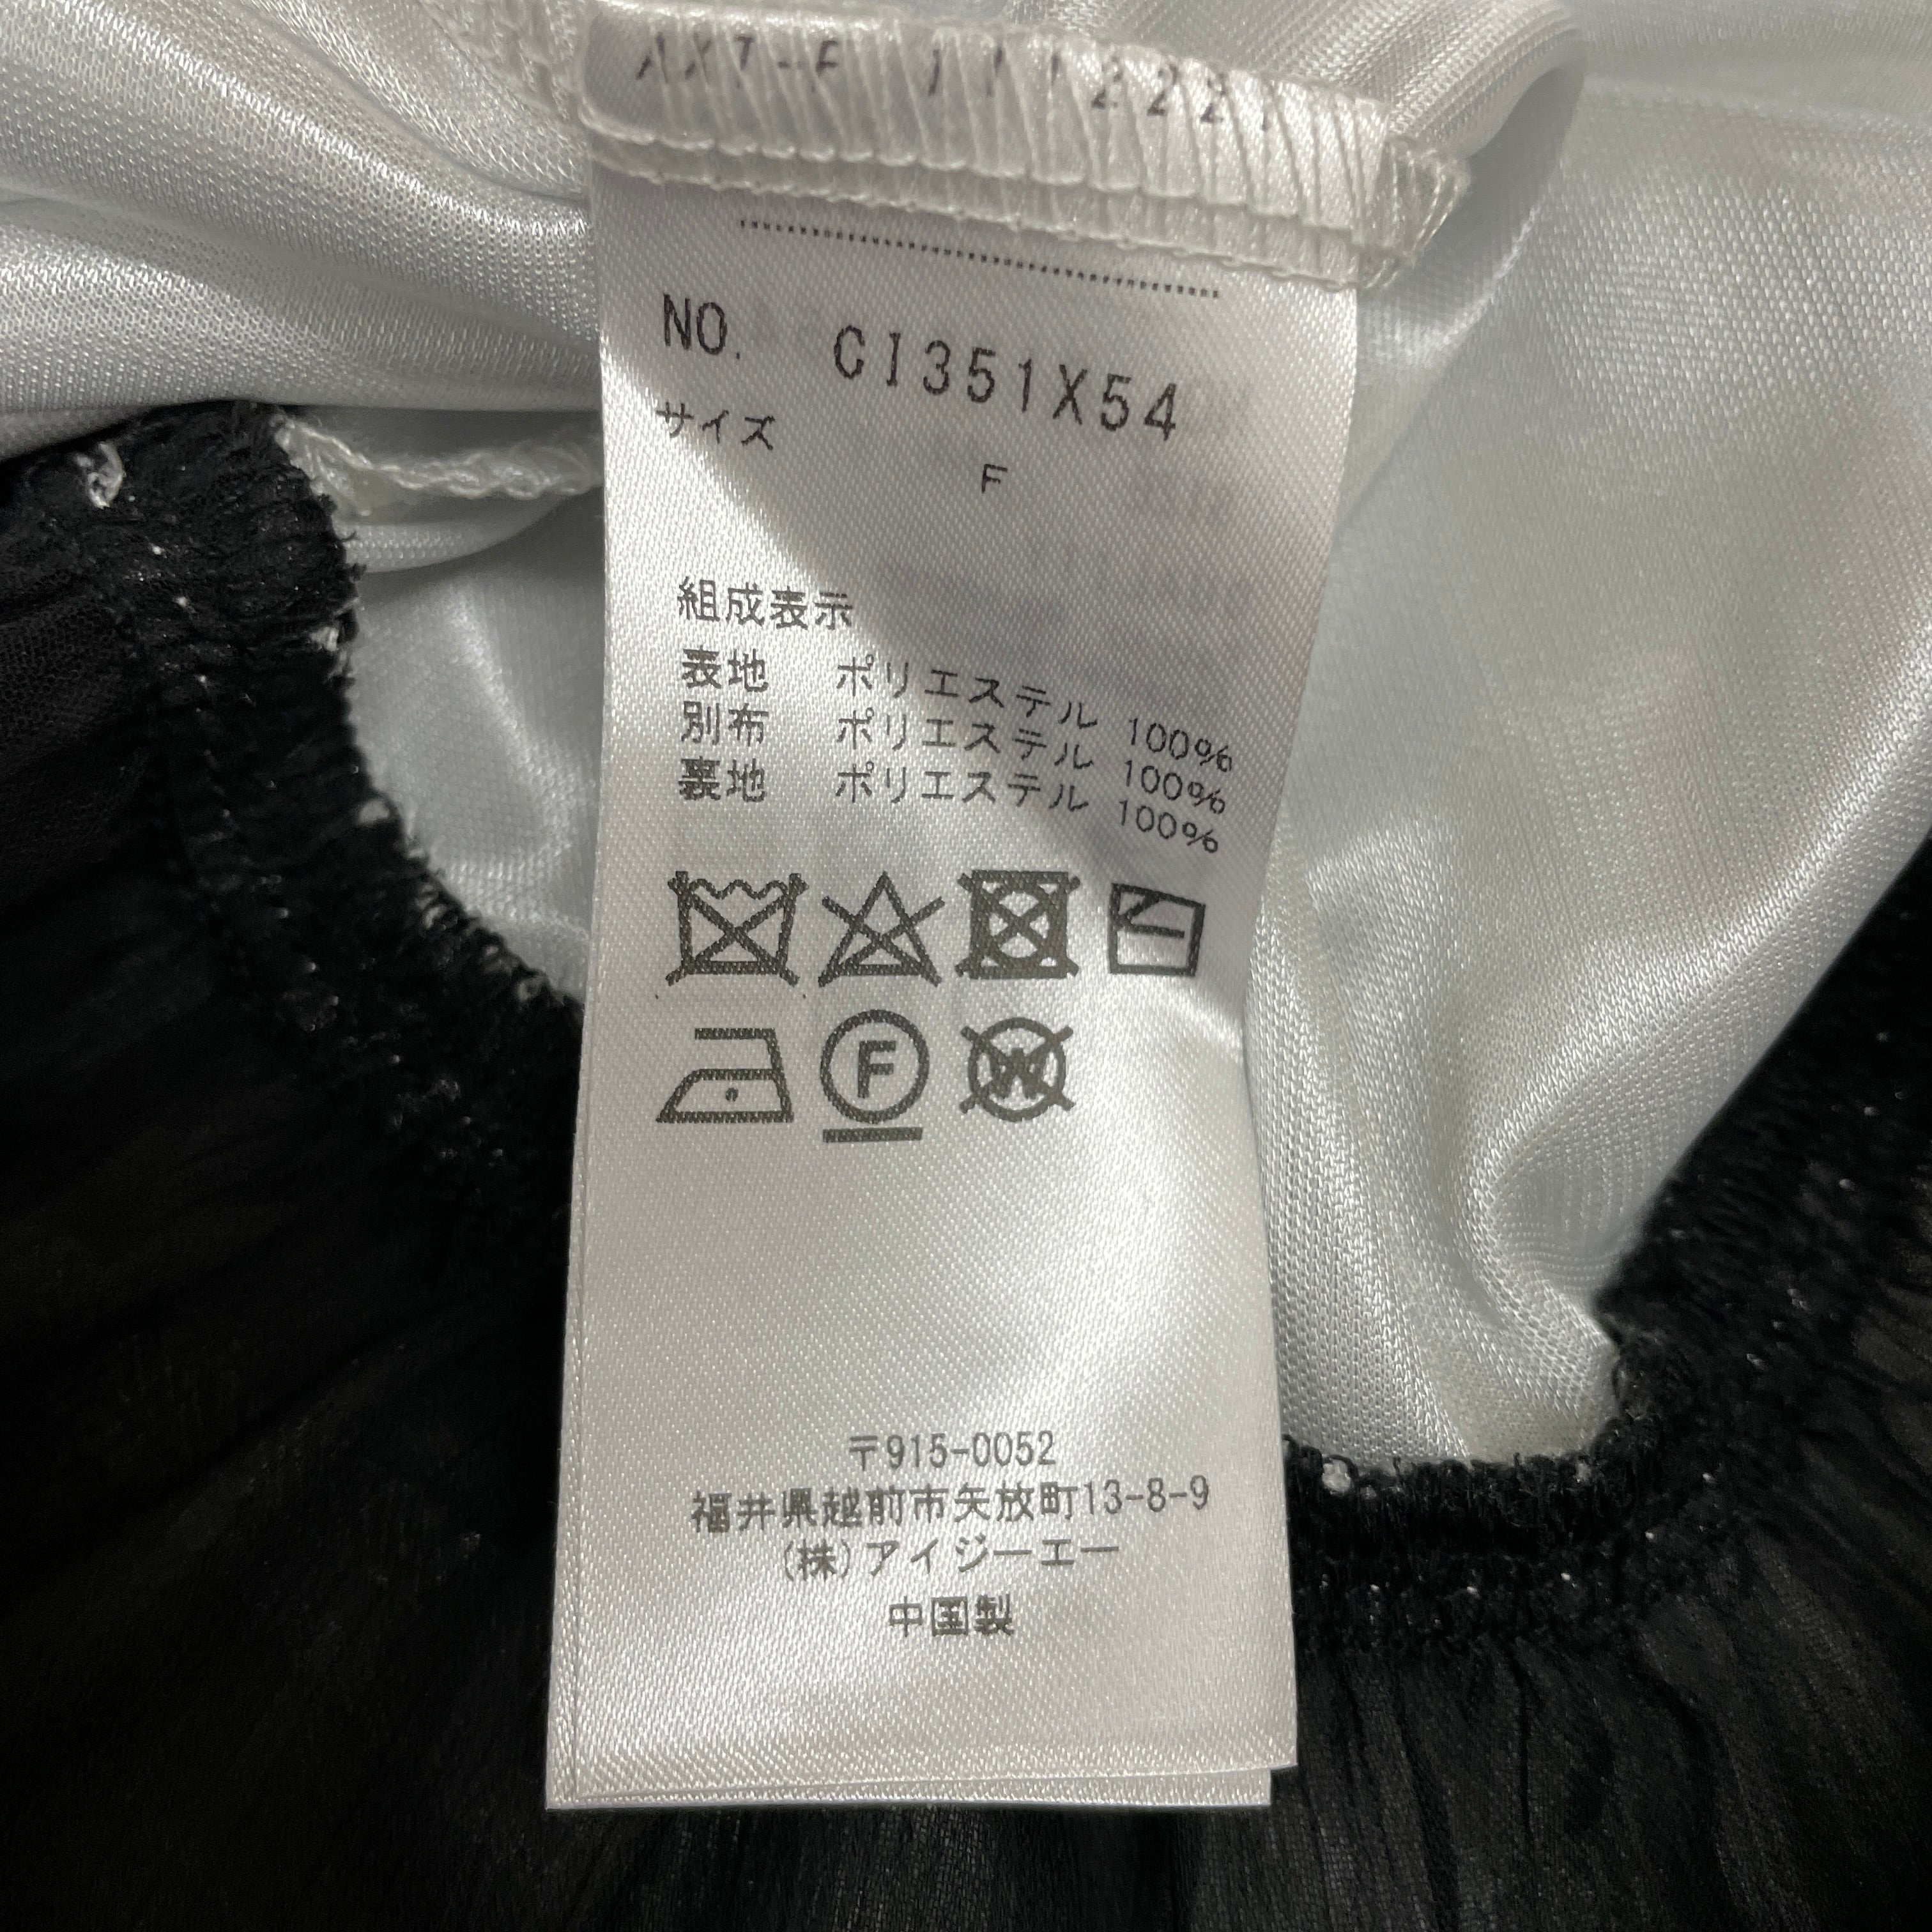 NO. CI351X54
サイズ
F
組成表示
表地 ポリエステル 100%
別布 ポリエステル 100%
裏地 ポリエステル 100%
F
W
〒915-0052
福井県越前市矢放町13-8-9
(株)アイジーエー
中国製